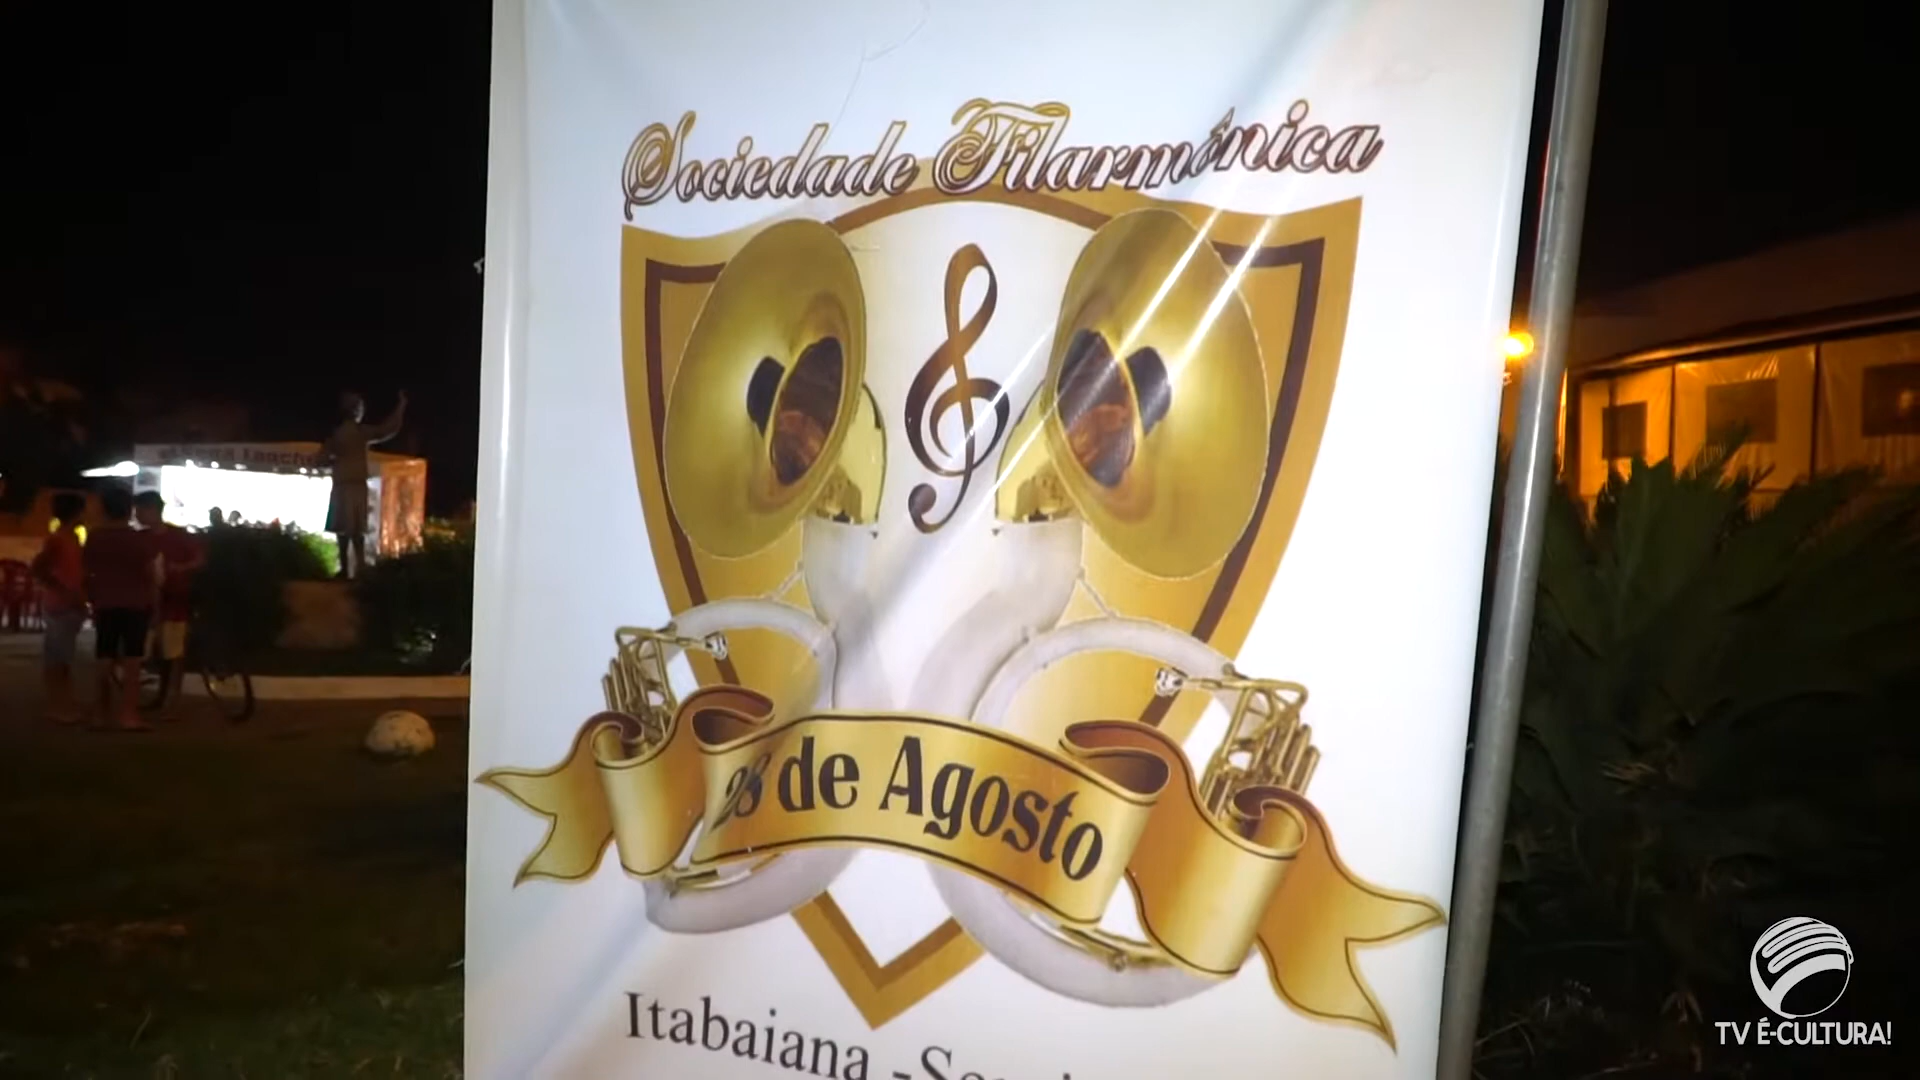 Sociedade Filarmônica
28 de Agosto
Itabaiana -
TV É-CULTURA!